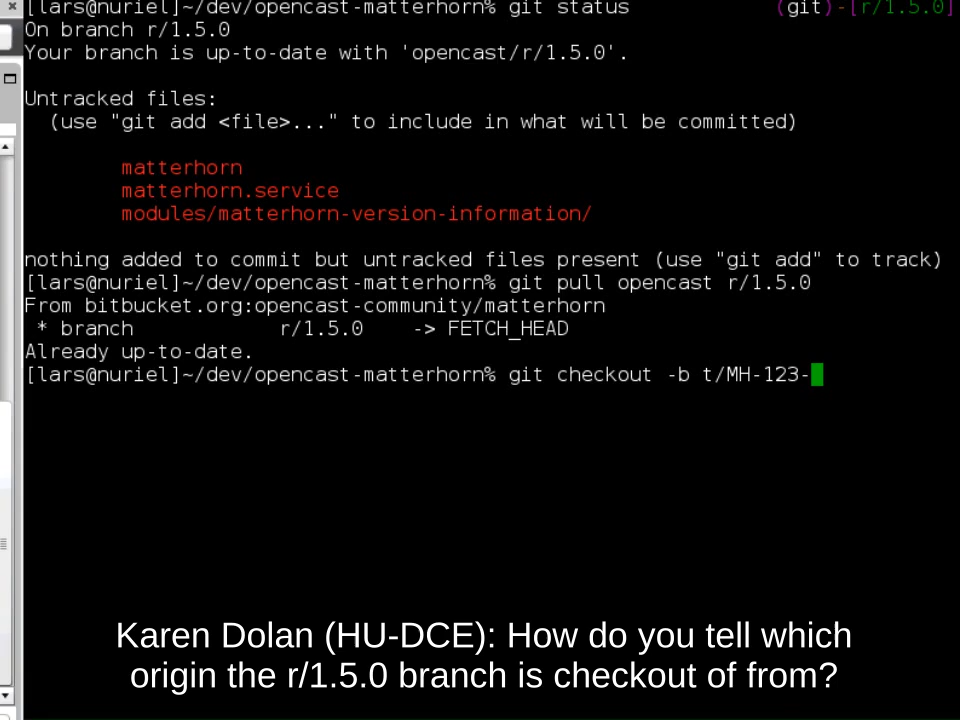 [lars@nuriel]~/dev/opencast-matterhorn% git status (git)-[r/1.5.0]
On branch r/1.5.0
Your branch is up-to-date with 'opencast/r/1.5.0'.
Untracked files:
(use "git add <file>..." to include in what will be committed)
matterhorn
matterhorn.service
modules/matterhorn-version-information/
nothing added to commit but untracked files present (use "git add" to track)
[lars@nuriel]~/dev/opencast-matterhorn% git pull opencast r/1.5.0
From bitbucket.org:opencast-community/matterhorn
* branch r/1.5.0 -> FETCH_HEAD
Already up-to-date.
[lars@nuriel]~/dev/opencast-matterhorn% git checkout -b t/MH-123-
Karen Dolan (HU-DCE): How do you tell which
origin the r/1.5.0 branch is checkout of from?